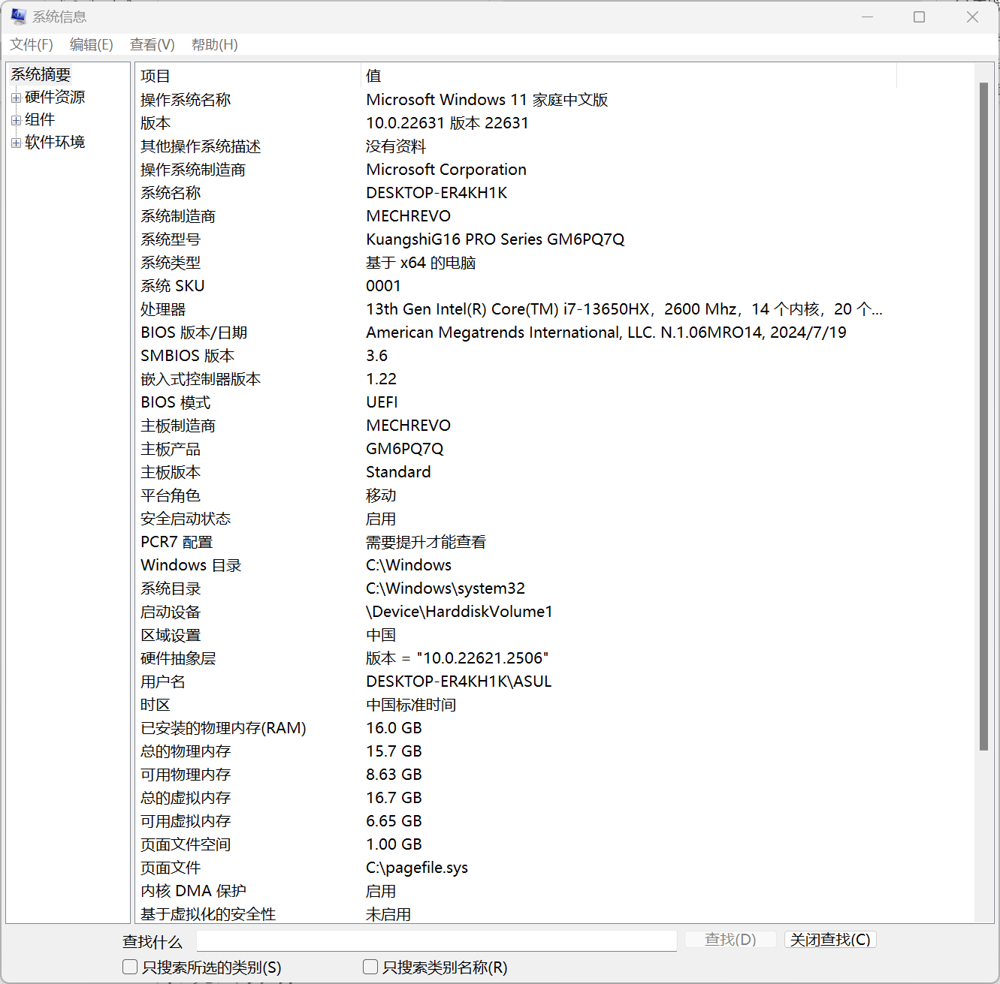 系统信息
文件(F) 编辑(E) 查看(V) 帮助(H)
系统摘要
硬件资源
组件
软件环境
项目 值
操作系统名称 Microsoft Windows 11 家庭中文版
版本 10.0.22631 版本 22631
其他操作系统描述 没有资料
操作系统制造商 Microsoft Corporation
系统名称 DESKTOP-ER4KH1K
系统制造商 MECHREVO
系统型号 KuangshiG16 PRO Series GM6PQ7Q
系统类型 基于 x64 的电脑
系统 SKU 0001
处理器 13th Gen Intel(R) Core(TM) i7-13650HX，2600 Mhz，14 个内核，20 个...
BIOS 版本/日期 American Megatrends International, LLC. N.1.06MRO14, 2024/7/19
SMBIOS 版本 3.6
嵌入式控制器版本 1.22
BIOS 模式 UEFI
主板制造商 MECHREVO
主板产品 GM6PQ7Q
主板版本 Standard
平台角色 移动
安全启动状态 启用
PCR7 配置 需要提升才能查看
Windows 目录 C:\Windows
系统目录 C:\Windows\system32
启动设备 \Device\HarddiskVolume1
区域设置 中国
硬件抽象层 版本 = "10.0.22621.2506"
用户名 DESKTOP-ER4KH1K\ASUL
时区 中国标准时间
已安装的物理内存(RAM) 16.0 GB
总的物理内存 15.7 GB
可用物理内存 8.63 GB
总的虚拟内存 16.7 GB
可用虚拟内存 6.65 GB
页面文件空间 1.00 GB
页面文件 C:\pagefile.sys
内核 DMA 保护 启用
基于虚拟化的安全性 未启用
查找什么 查找(D) 关闭查找(C)
只搜索所选的类别(S) 只搜索类别名称(R)